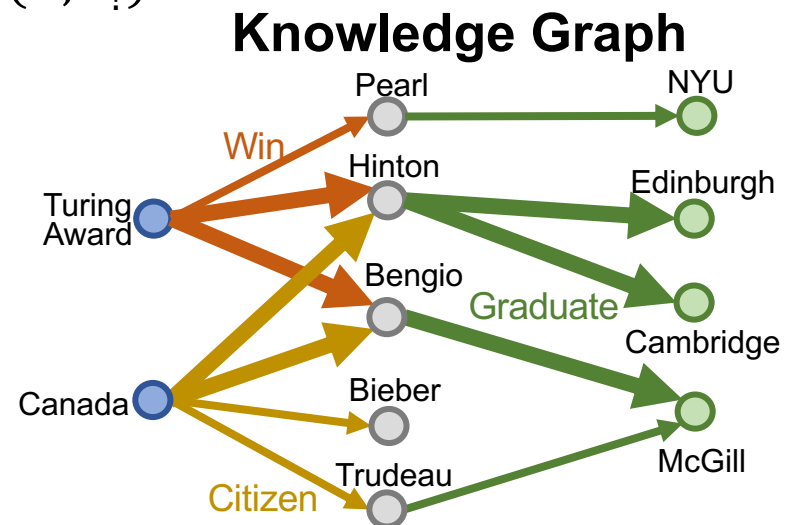 Knowledge Graph
Pearl
NYU
Win
Hinton
Edinburgh
Turing
Award
Bengio
Graduate
Cambridge
Canada
Bieber
McGill
Trudeau
Citizen